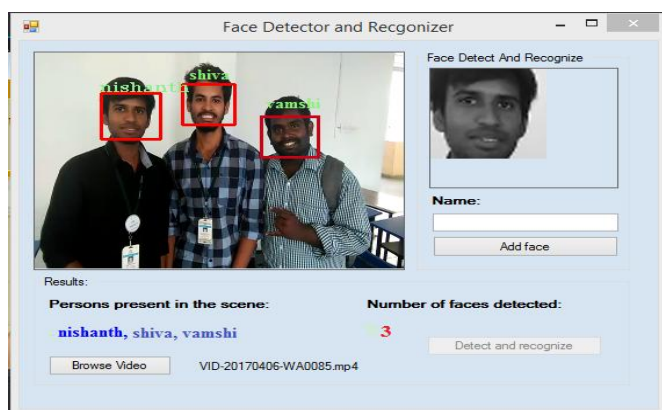 Face Detector and Recgonizer
nishanth
shiva
vamshi
Face Detect And Recognize
Name:
Add face
Results:
Persons present in the scene:
Number of faces detected:
nishanth, shiva, vamshi
3
Detect and recognize
Browse Video
VID-20170406-WA0085.mp4